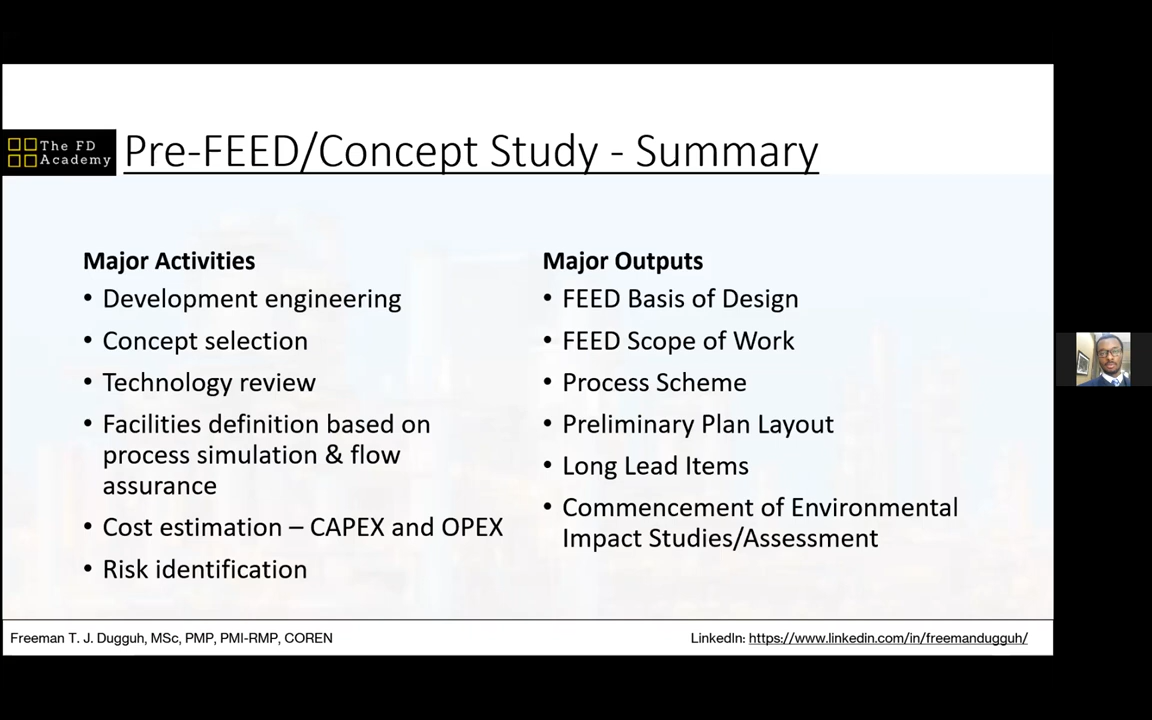 The FD
Academy
Pre-FEED/Concept Study - Summary
Major Activities
• Development engineering
• Concept selection
• Technology review
• Facilities definition based on
process simulation & flow
assurance
• Cost estimation – CAPEX and OPEX
• Risk identification
Major Outputs
• FEED Basis of Design
• FEED Scope of Work
• Process Scheme
• Preliminary Plan Layout
• Long Lead Items
• Commencement of Environmental
Impact Studies/Assessment
Freeman T. J. Dugguh, MSc, PMP, PMI-RMP, COREN
LinkedIn: https://www.linkedin.com/in/freemandugguh/